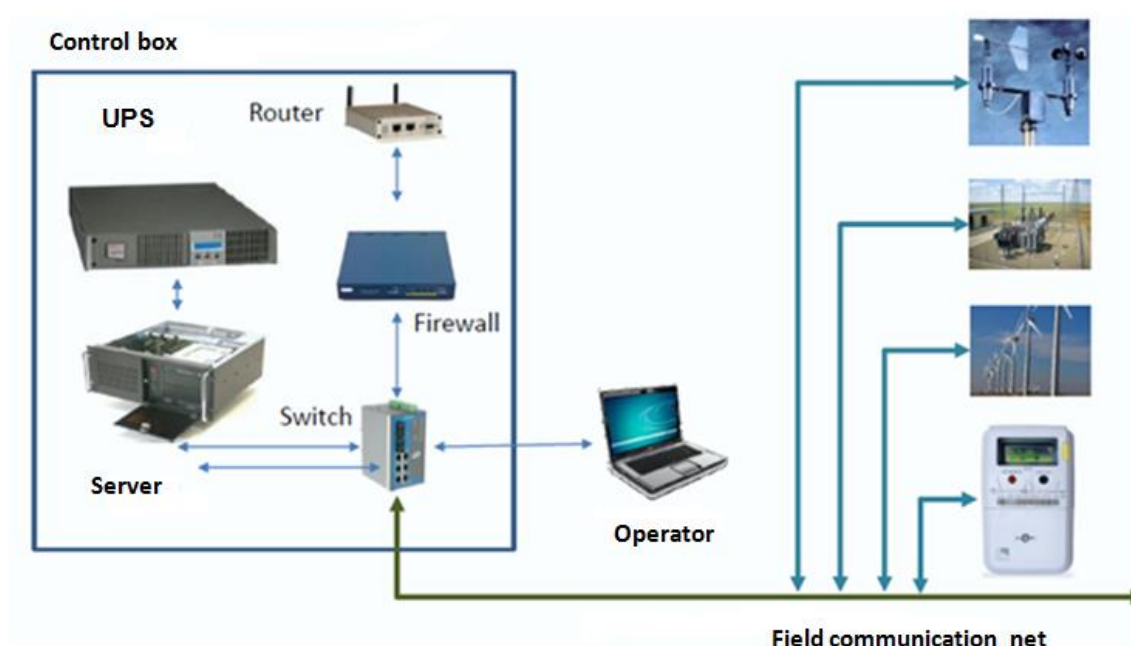 Control box
UPS
Router
Firewall
Switch
Server
Operator
Field communication net